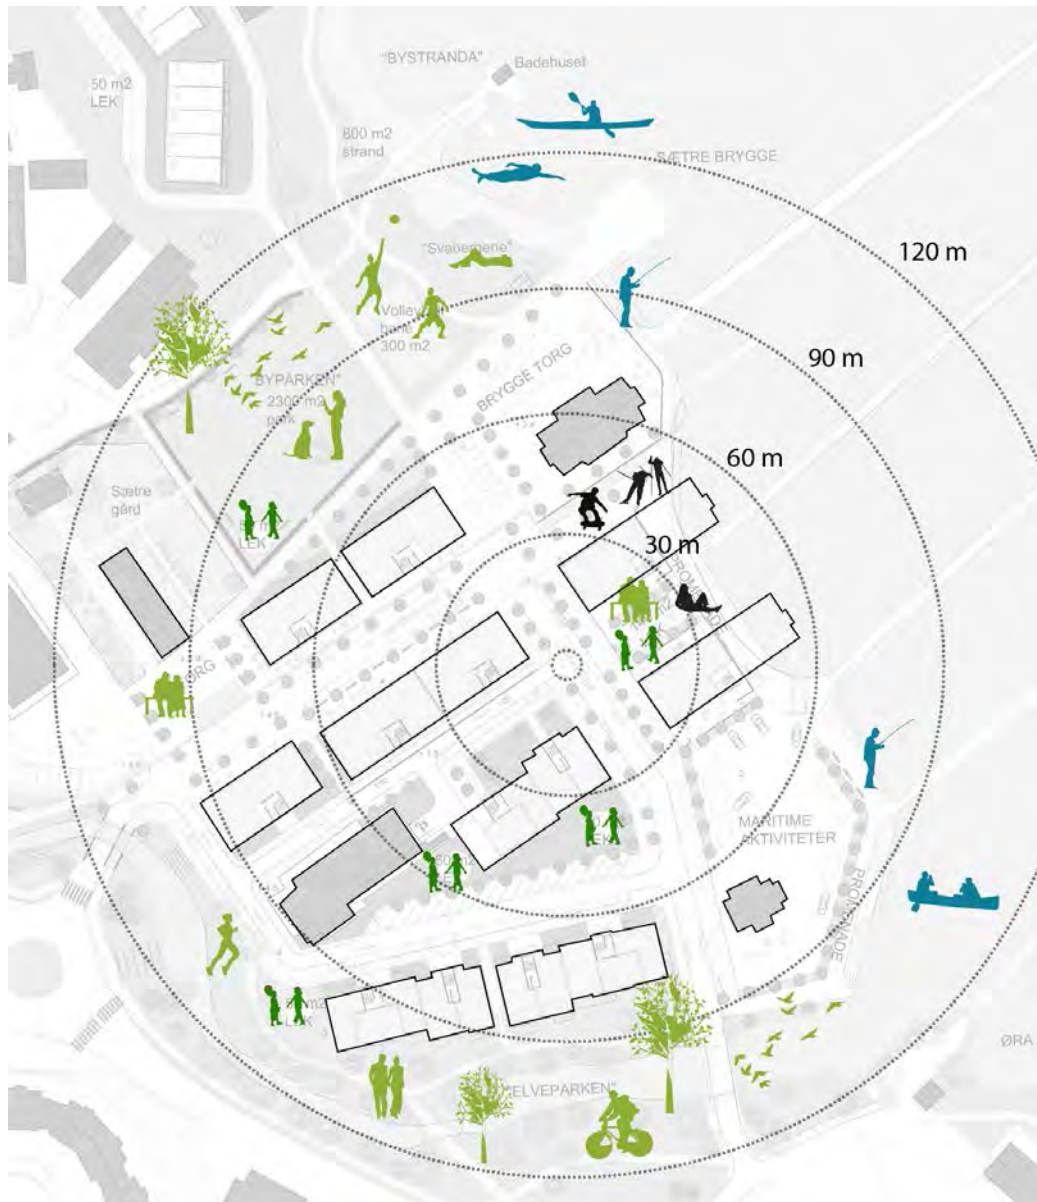 "BYSTRANDA"
Badehuset
50 m2
LEK
800 m2
strand
SÆTRE BRYGGE
120 m
"Svabergene"
bane
300 m2
90 m
BRYGGE TORG
BYPARKEN"
2300 m2
park
60 m
Sætre
gård
LEK
30 m
PROMENADE
TORG
MARITIME
AKTIVITETER
LEK
PROMENADE
LEK
"ELVEPARKEN"
ØRA